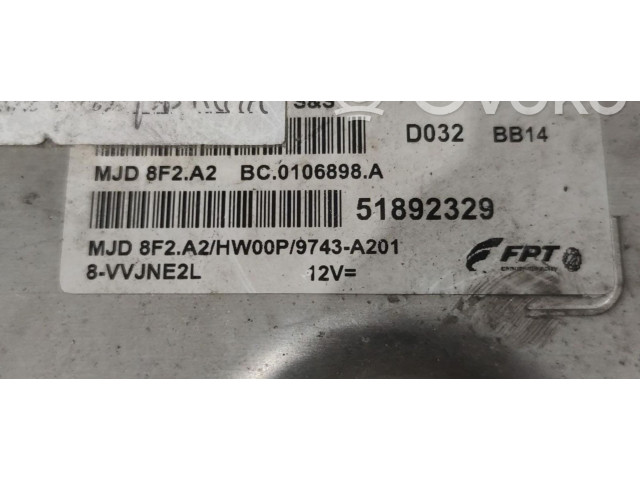 S&S
D032 BB14
MJD 8F2.A2 BC.0106898.A
51892329
MJD 8F2.A2/HW00P/9743-A201
8-VVJNE2L 12V=
FPT